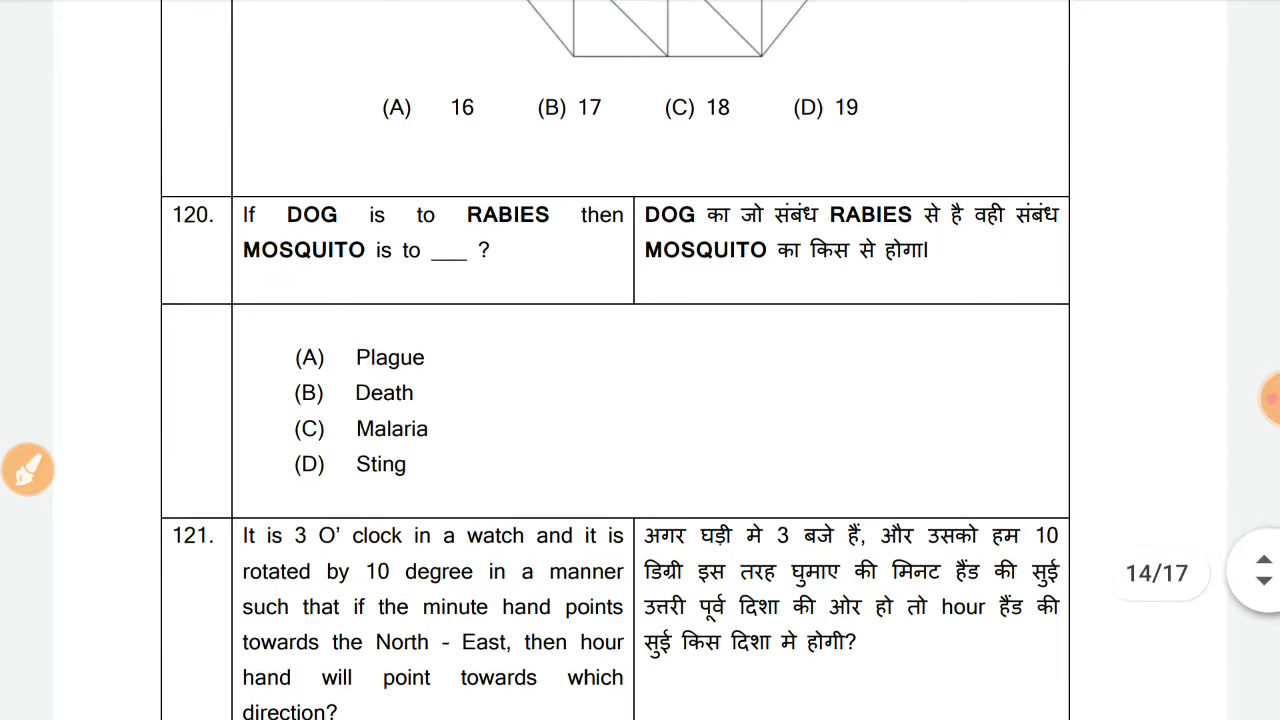 (A) 16 (B) 17 (C) 18 (D) 19
120.
If DOG is to RABIES then
MOSQUITO is to ___ ?
DOG का जो संबंध RABIES से है वही संबंध
MOSQUITO का किस से होगा।
(A) Plague
(B) Death
(C) Malaria
(D) Sting
121.
It is 3 O’ clock in a watch and it is
rotated by 10 degree in a manner
such that if the minute hand points
towards the North - East, then hour
hand will point towards which
direction?
अगर घड़ी मे 3 बजे हैं, और उसको हम 10
डिग्री इस तरह घुमाए की मिनट हैंड की सुई
उत्तरी पूर्व दिशा की ओर हो तो hour हैंड की
सुई किस दिशा मे होगी?
14/17